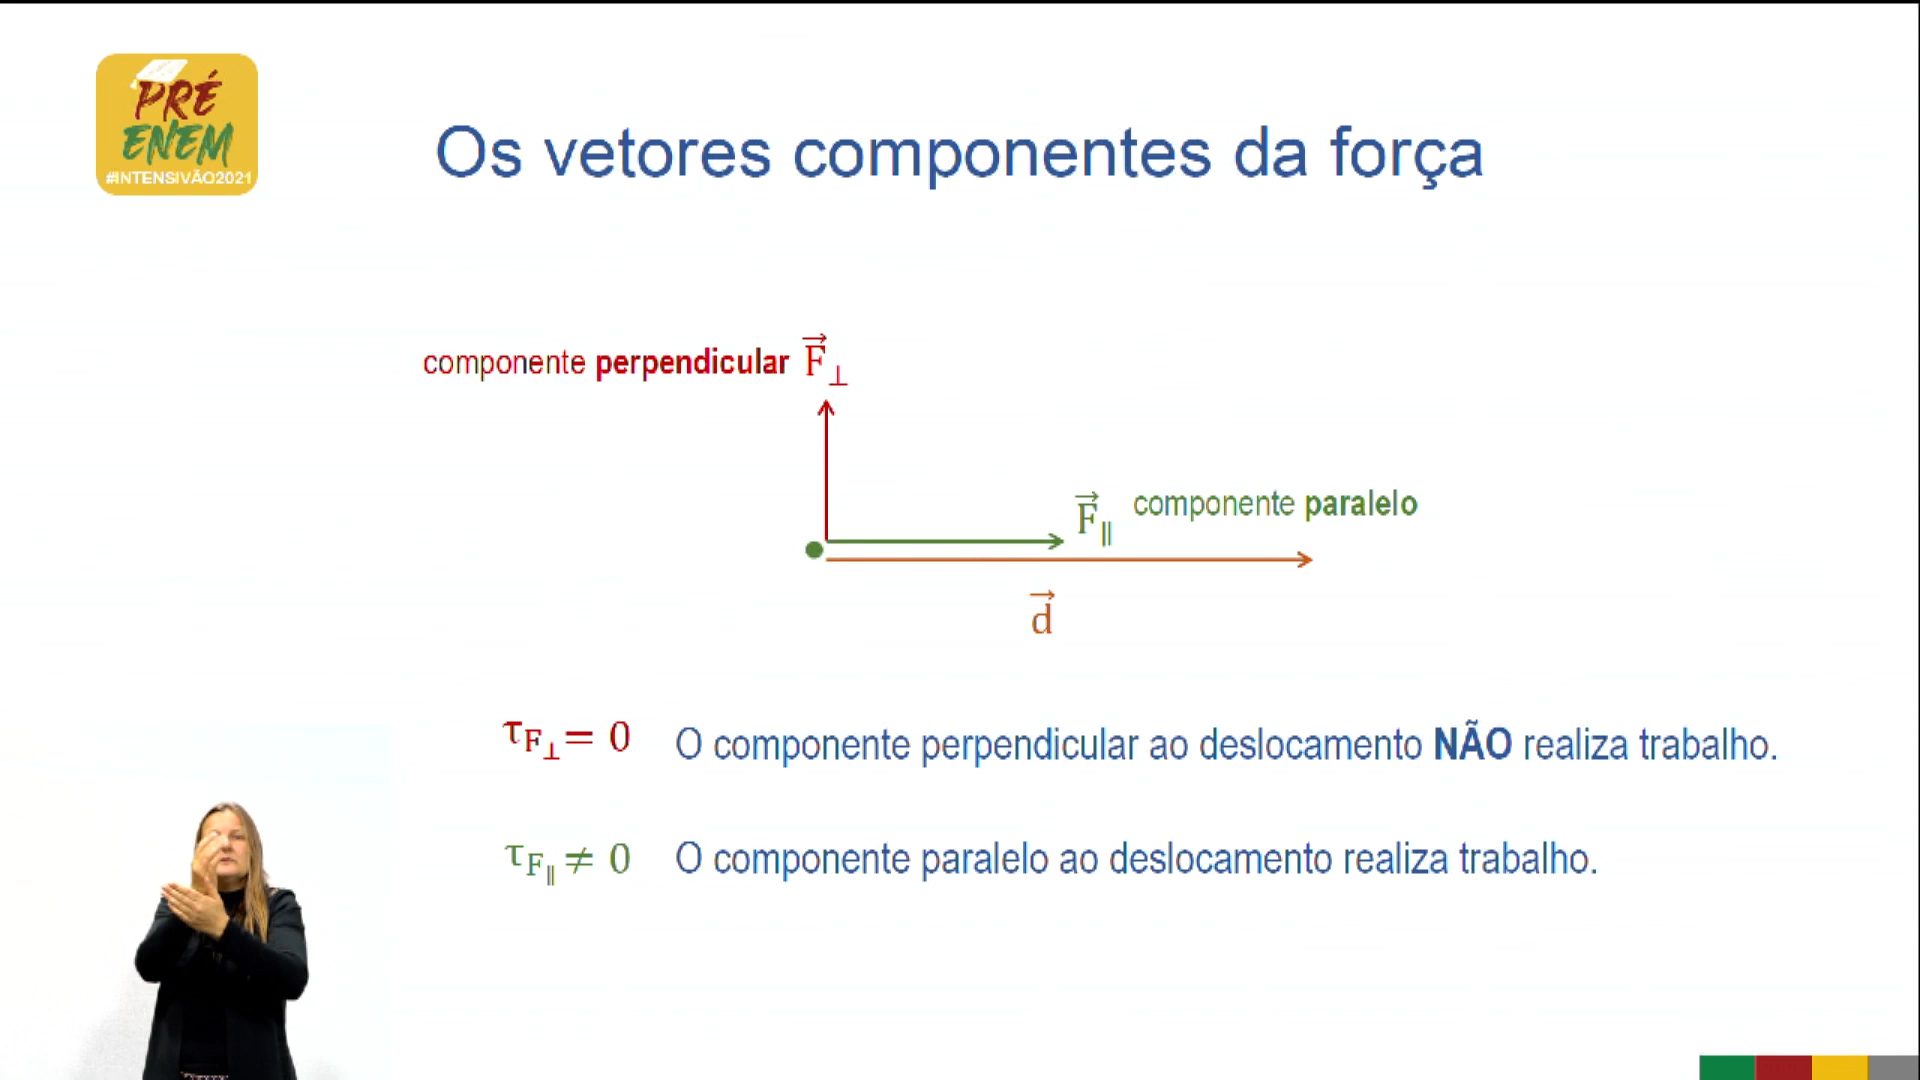 PRÉ
ENEM
#INTENSIVÃO2021
Os vetores componentes da força
componente perpendicular F⃗⊥
F⃗∥ componente paralelo
d⃗
τF⊥ = 0 O componente perpendicular ao deslocamento NÃO realiza trabalho.
τF∥ ≠ 0 O componente paralelo ao deslocamento realiza trabalho.